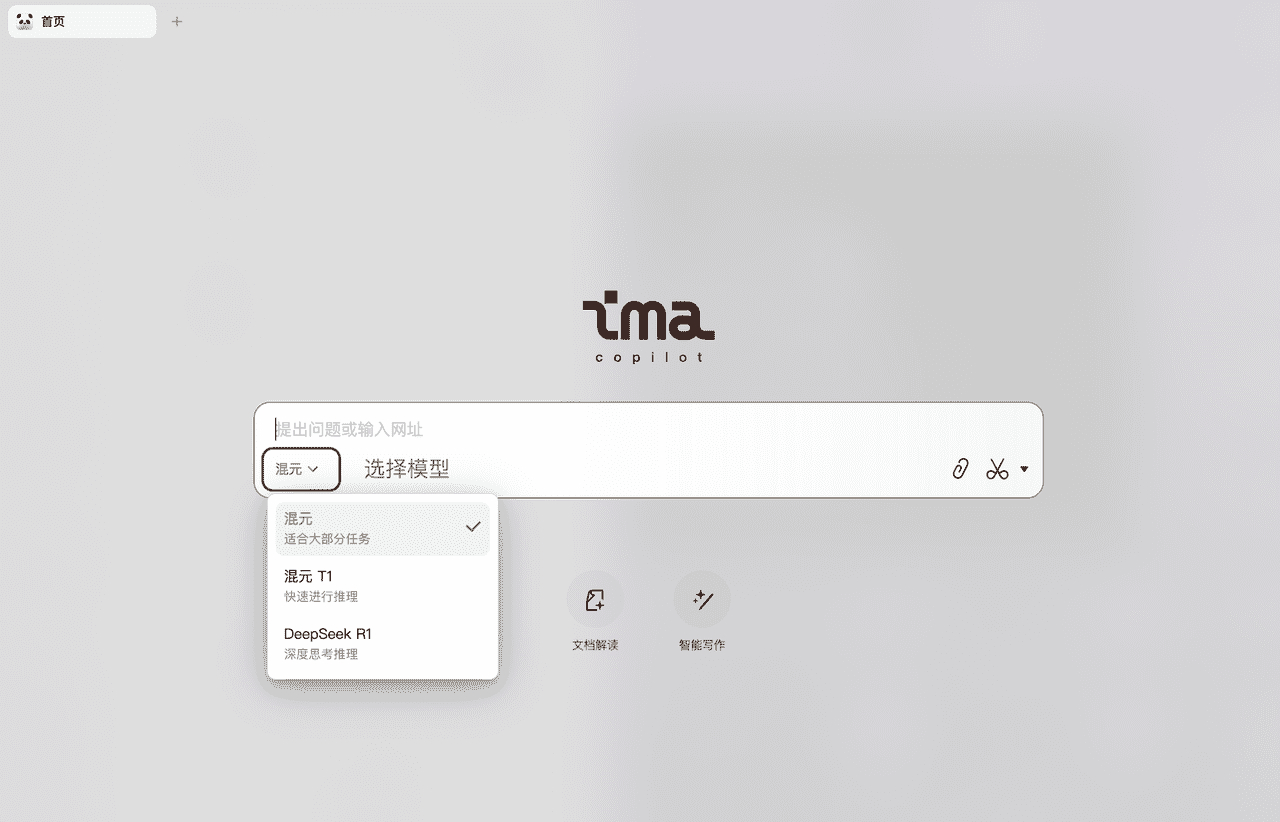 首页
ima
copilot
提出问题或输入网址
混元
选择模型
混元
适合大部分任务
混元 T1
快速进行推理
DeepSeek R1
深度思考推理
文档解读
智能写作